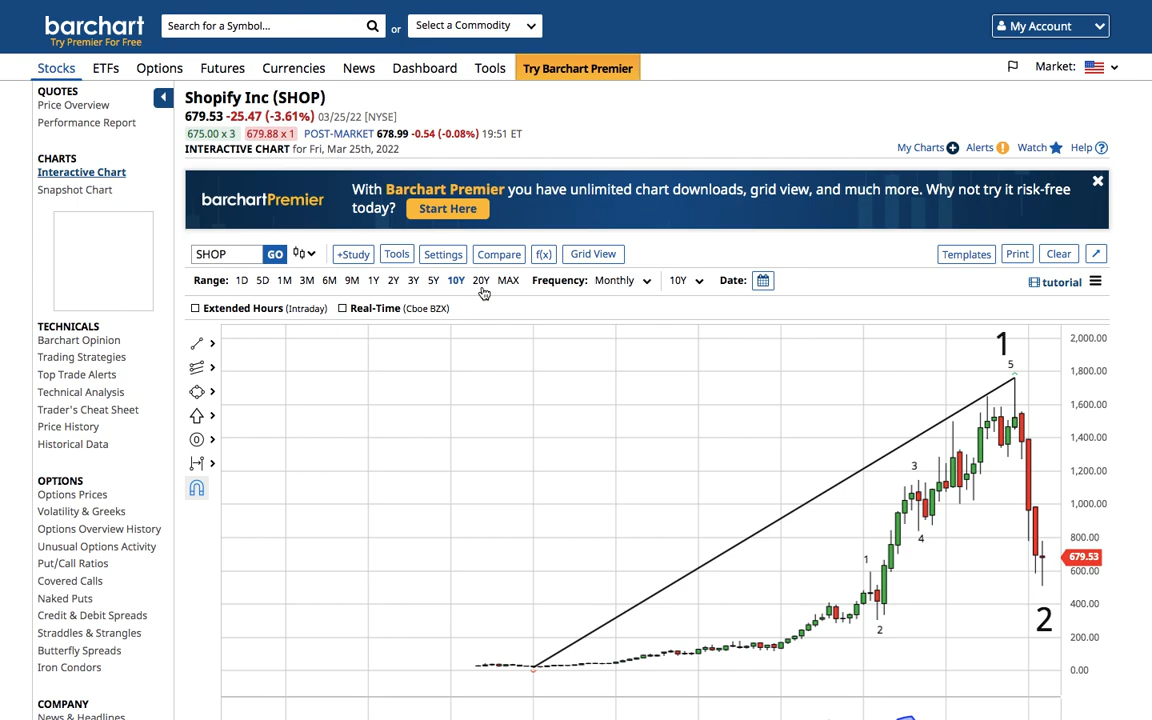 barchart
Try Premier For Free
Search for a Symbol...
or
Select a Commodity
My Account
Stocks ETFs Options Futures Currencies News Dashboard Tools Try Barchart Premier
Market:
QUOTES
Price Overview
Performance Report
CHARTS
Interactive Chart
Snapshot Chart
TECHNICALS
Barchart Opinion
Trading Strategies
Top Trade Alerts
Technical Analysis
Trader's Cheat Sheet
Price History
Historical Data
OPTIONS
Options Prices
Volatility & Greeks
Options Overview History
Unusual Options Activity
Put/Call Ratios
Covered Calls
Naked Puts
Credit & Debit Spreads
Straddles & Strangles
Butterfly Spreads
Iron Condors
COMPANY
News & Headlines
Shopify Inc (SHOP)
679.53 -25.47 (-3.61%) 03/25/22 [NYSE]
675.00 x 3 679.88 x 1 POST-MARKET 678.99 -0.54 (-0.08%) 19:51 ET
INTERACTIVE CHART for Fri, Mar 25th, 2022
My Charts Alerts Watch Help
barchartPremier
With Barchart Premier you have unlimited chart downloads, grid view, and much more. Why not try it risk-free
today? Start Here
SHOP GO +Study Tools Settings Compare f(x) Grid View Templates Print Clear
Range: 1D 5D 1M 3M 6M 9M 1Y 2Y 3Y 5Y 10Y 20Y MAX Frequency: Monthly 10Y Date:
tutorial
Extended Hours (Intraday) Real-Time (Cboe BZX)
1
5
3
4
1
2
2
2,000.00
1,800.00
1,600.00
1,400.00
1,200.00
1,000.00
800.00
679.53
600.00
400.00
200.00
0.00